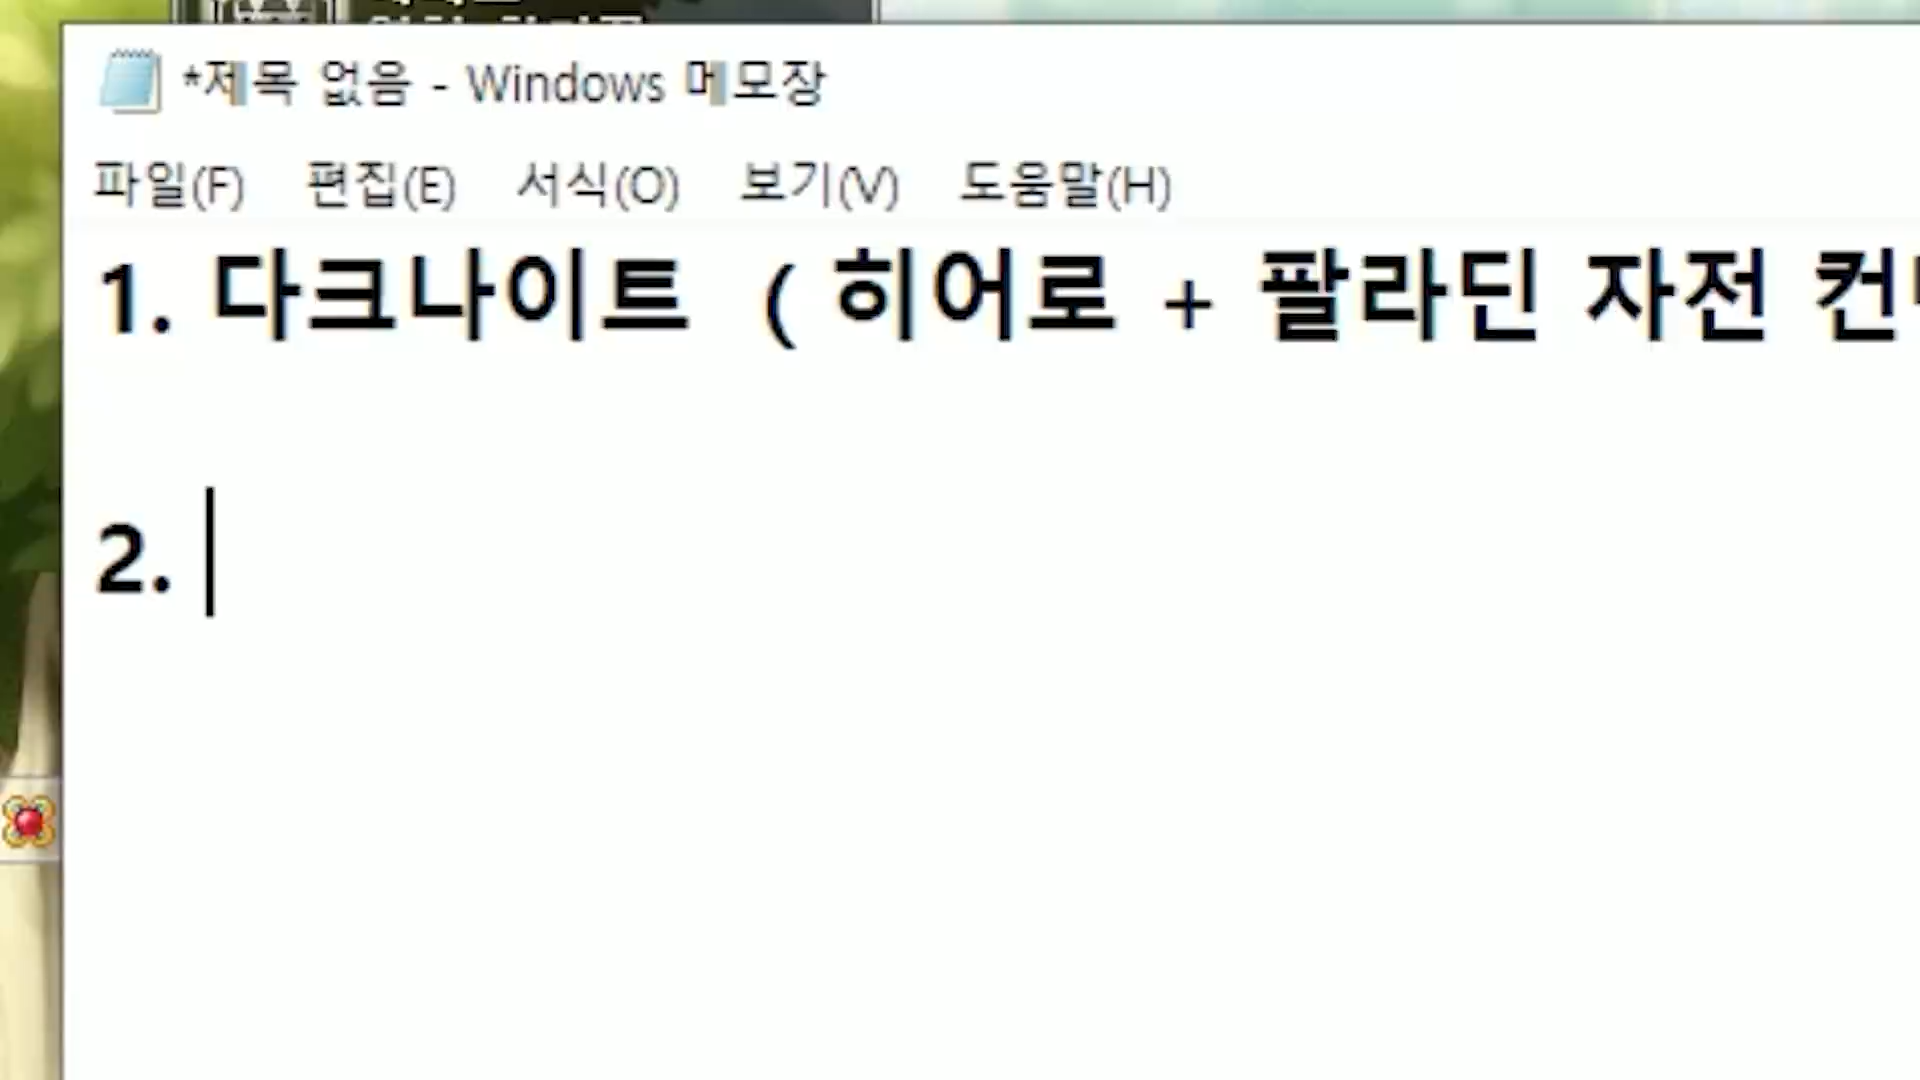 *제목 없음 - Windows 메모장
파일(F) 편집(E) 서식(O) 보기(V) 도움말(H)
1. 다크나이트 ( 히어로 + 팔라딘 자전
2.